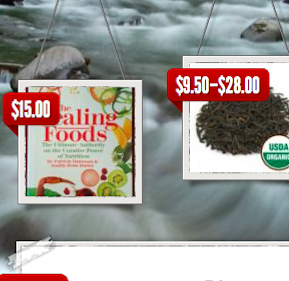 $15.00
$9.50–$28.00
The
Healing
Foods
The Ultimate Authority
on the Curative Power
of Nutrition
USDA
ORGANIC